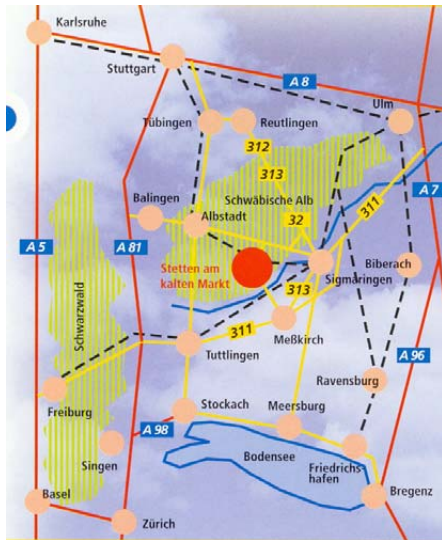 Karlsruhe
Stuttgart
A 8
Ulm
Tübingen
Reutlingen
312
313
Schwäbische Alb
311
A 7
Balingen
Albstadt
32
A 5
A 81
Stetten am
kalten Markt
Sigmaringen
Biberach
Schwarzwald
313
311
Meßkirch
Tuttlingen
A 96
Ravensburg
Freiburg
Stockach
Meersburg
A 98
Singen
Bodensee
Friedrichs-
hafen
Basel
Bregenz
Zürich